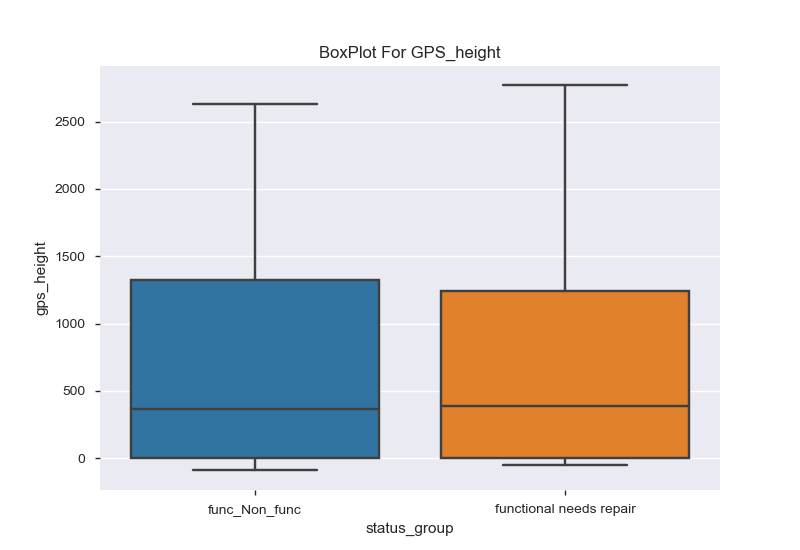 BoxPlot For GPS_height
gps_height
2500
2000
1500
1000
500
0
func_Non_func
functional needs repair
status_group